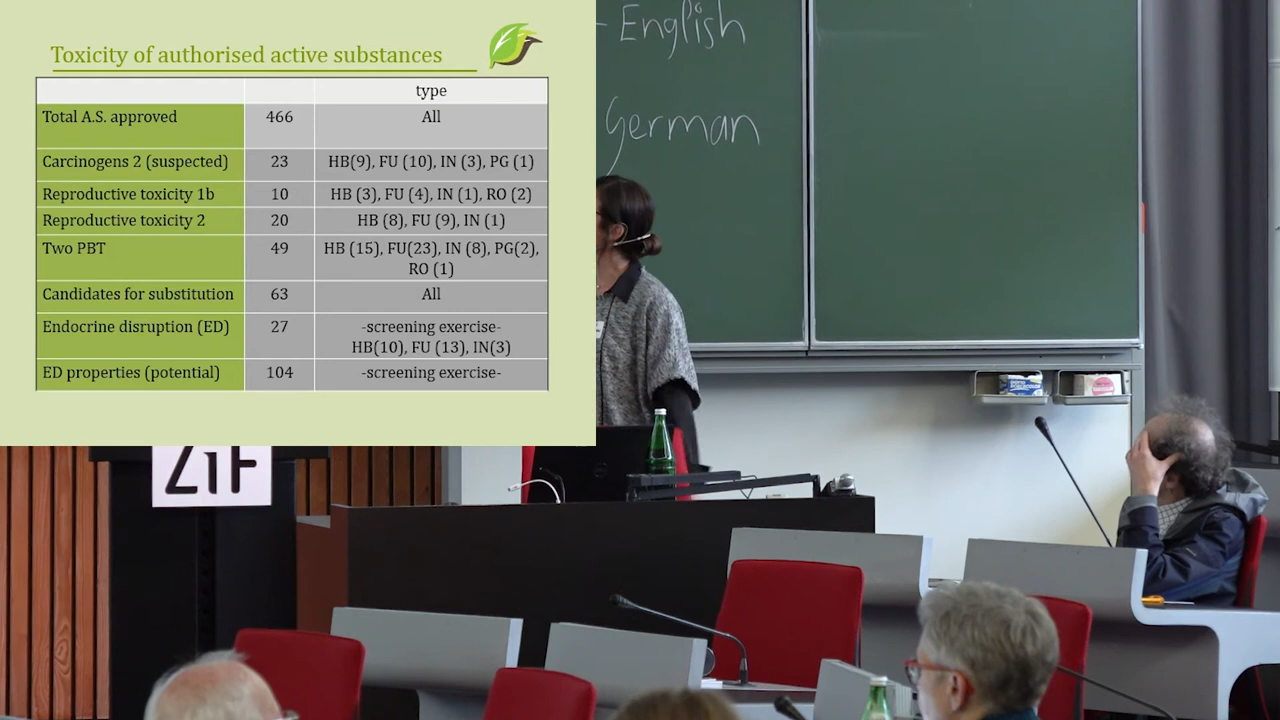 Toxicity of authorised active substances
type
Total A.S. approved 466 All
Carcinogens 2 (suspected) 23 HB(9), FU (10), IN (3), PG (1)
Reproductive toxicity 1b 10 HB (3), FU (4), IN (1), RO (2)
Reproductive toxicity 2 20 HB (8), FU (9), IN (1)
Two PBT 49 HB (15), FU(23), IN (8), PG(2),
RO (1)
Candidates for substitution 63 All
Endocrine disruption (ED) 27 -screening exercise-
HB(10), FU (13), IN(3)
ED properties (potential) 104 -screening exercise-
- English
German
ZiF